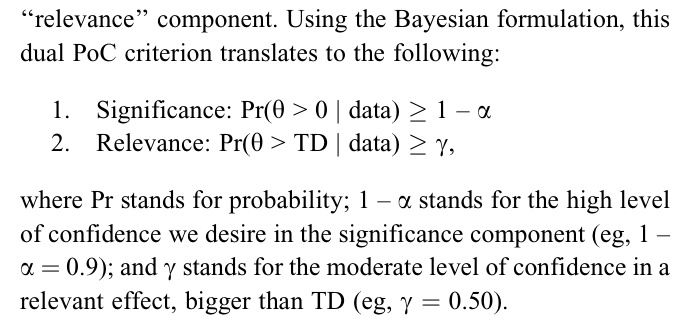 “relevance” component. Using the Bayesian formulation, this
dual PoC criterion translates to the following:
1. Significance: Pr(θ > 0 | data) ≥ 1 – α
2. Relevance: Pr(θ > TD | data) ≥ γ,
where Pr stands for probability; 1 – α stands for the high level
of confidence we desire in the significance component (eg, 1 –
α = 0.9); and γ stands for the moderate level of confidence in a
relevant effect, bigger than TD (eg, γ = 0.50).